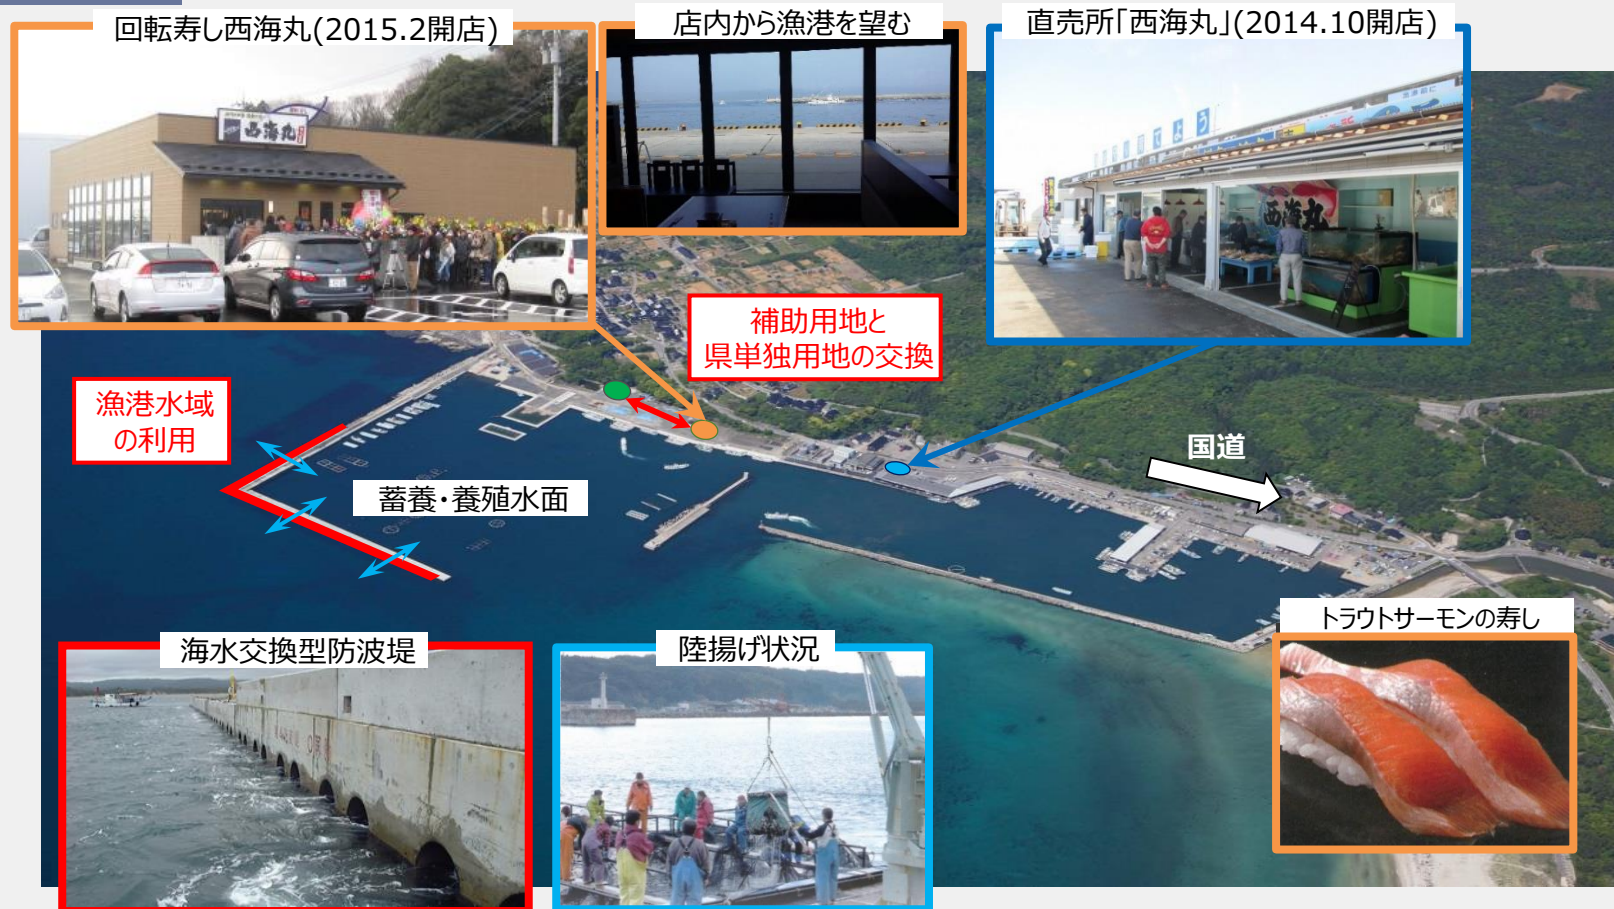 回転寿し西海丸(2015.2開店)
店内から漁港を望む
直売所「西海丸」(2014.10開店)
西海丸
西海丸
補助用地と
県単独用地の交換
漁港水域
の利用
国道
蓄養・養殖水面
トラウトサーモンの寿し
海水交換型防波堤
陸揚げ状況